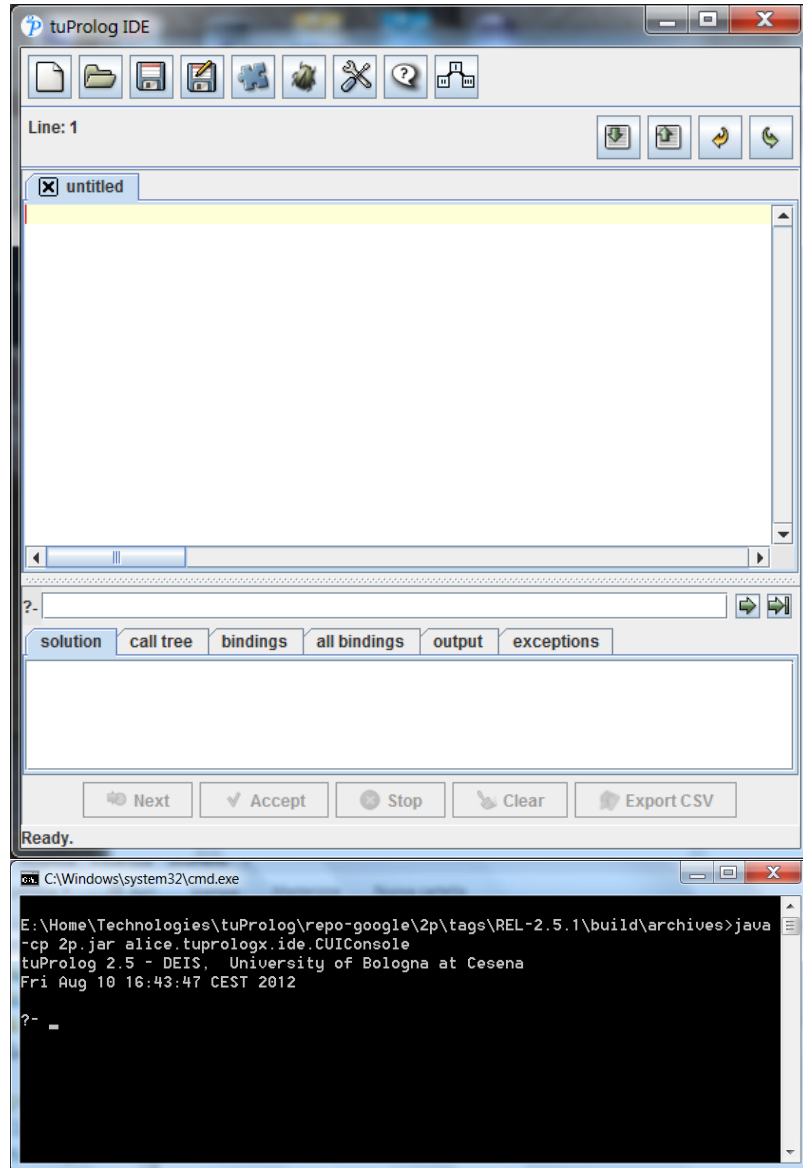 tuProlog IDE
Line: 1
untitled
?-
solution call tree bindings all bindings output exceptions
Next Accept Stop Clear Export CSV
Ready.
C:\Windows\system32\cmd.exe
E:\Home\Technologies\tuProlog\repo-google\2p\tags\REL-2.5.1\build\archives>java
-cp 2p.jar alice.tuprologx.ide.CUIConsole
tuProlog 2.5 - DEIS,  University of Bologna at Cesena
Fri Aug 10 16:43:47 CEST 2012
?- _